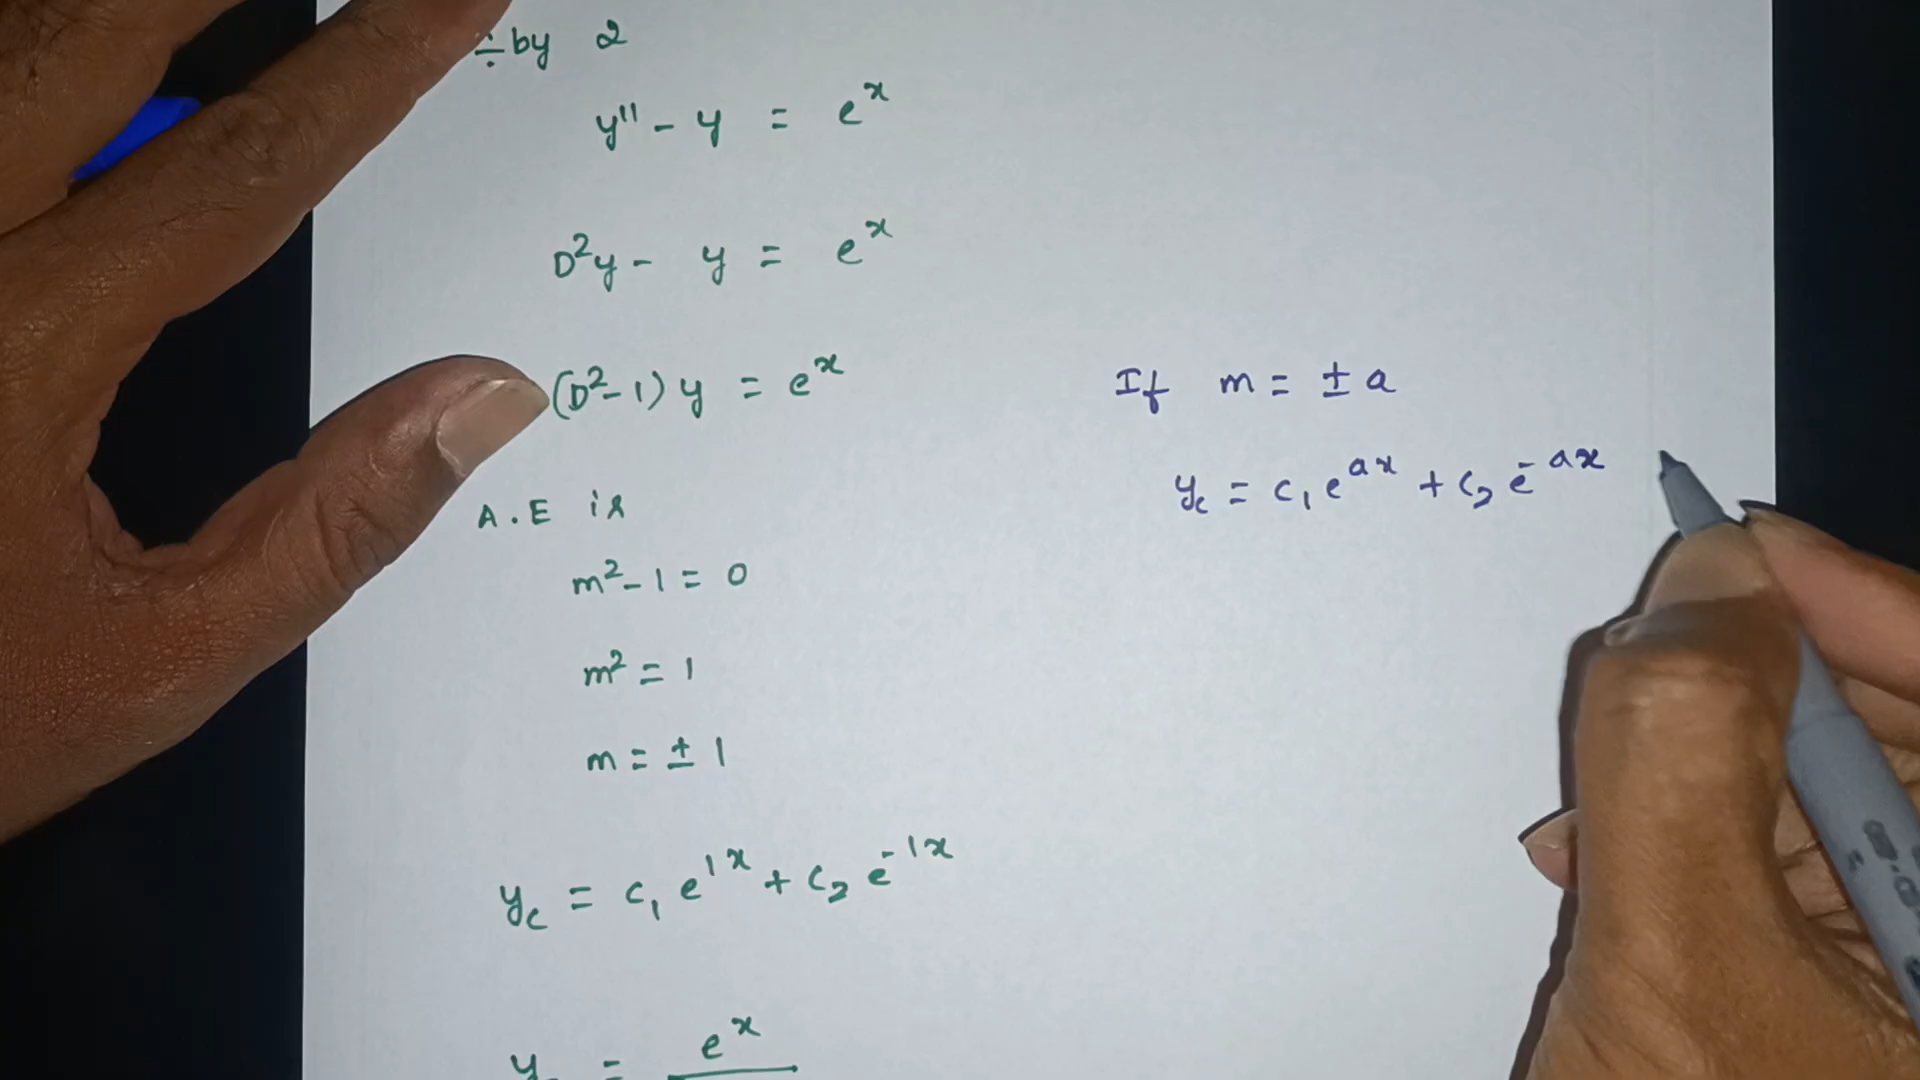 ÷ by 2
y'' - y = e^x
D²y - y = e^x
(D²-1) y = e^x
A.E is
m² - 1 = 0
m² = 1
m = ± 1
y_c = c₁ e^{1x} + c₂ e^{-1x}
y = e^x
If m = ± a
y_c = c₁ e^{ax} + c₂ e^{-ax}